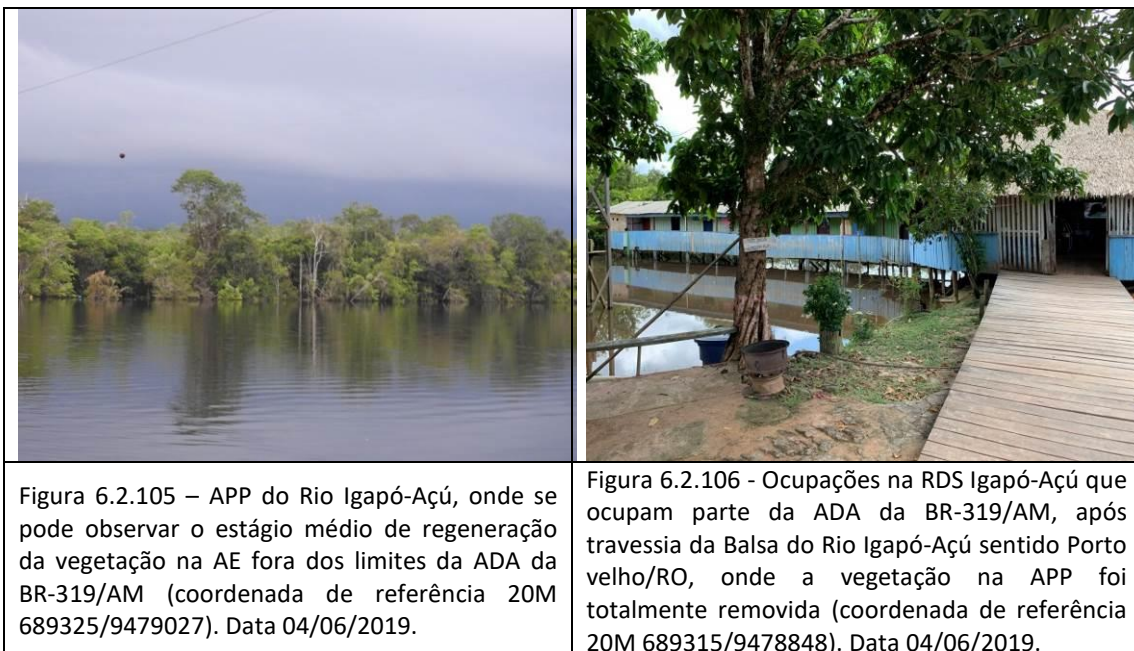 Figura 6.2.105 – APP do Rio Igapó-Açú, onde se
pode observar o estágio médio de regeneração
da vegetação na AE fora dos limites da ADA da
BR-319/AM (coordenada de referência 20M
689325/9479027). Data 04/06/2019.
Figura 6.2.106 - Ocupações na RDS Igapó-Açú que
ocupam parte da ADA da BR-319/AM, após
travessia da Balsa do Rio Igapó-Açú sentido Porto
velho/RO, onde a vegetação na APP foi
totalmente removida (coordenada de referência
20M 689315/9478848). Data 04/06/2019.